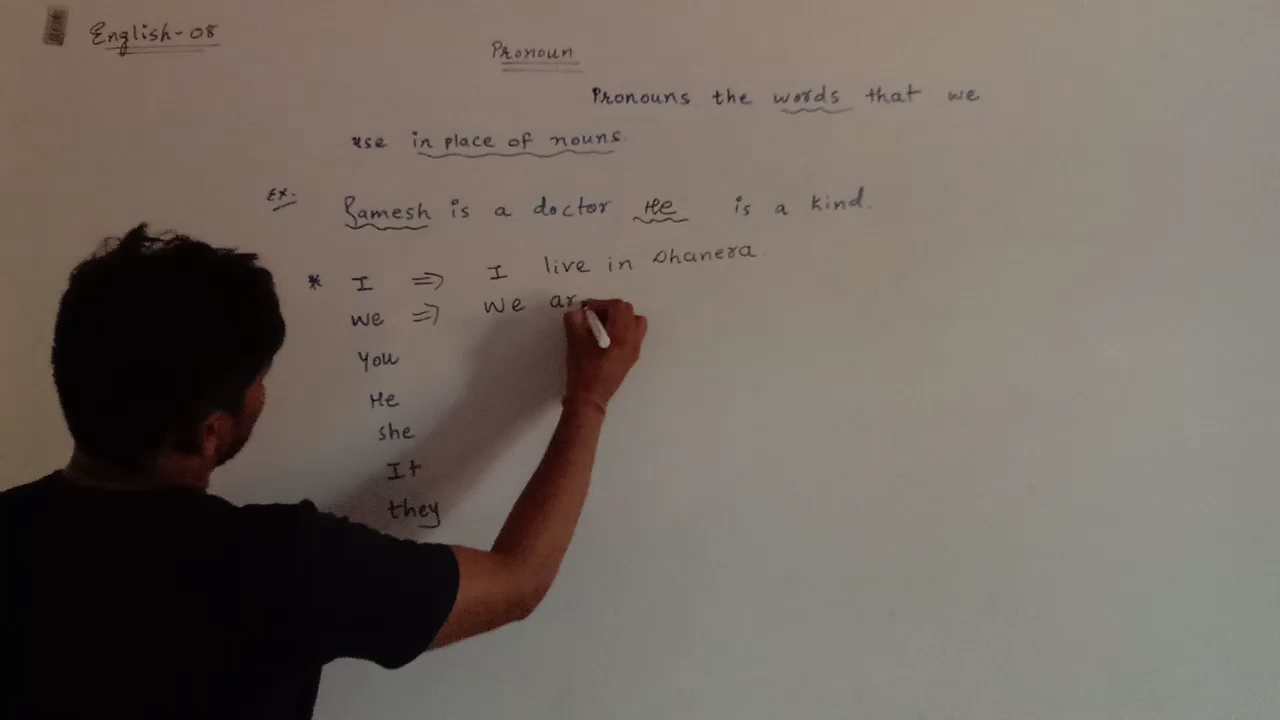 English-08
Pronoun
Pronouns the words that we
use in place of nouns.
Ex. Ramesh is a doctor He is a kind.
* I ⇒ I live in Dhanera.
we ⇒ We ar
You
He
she
It
they